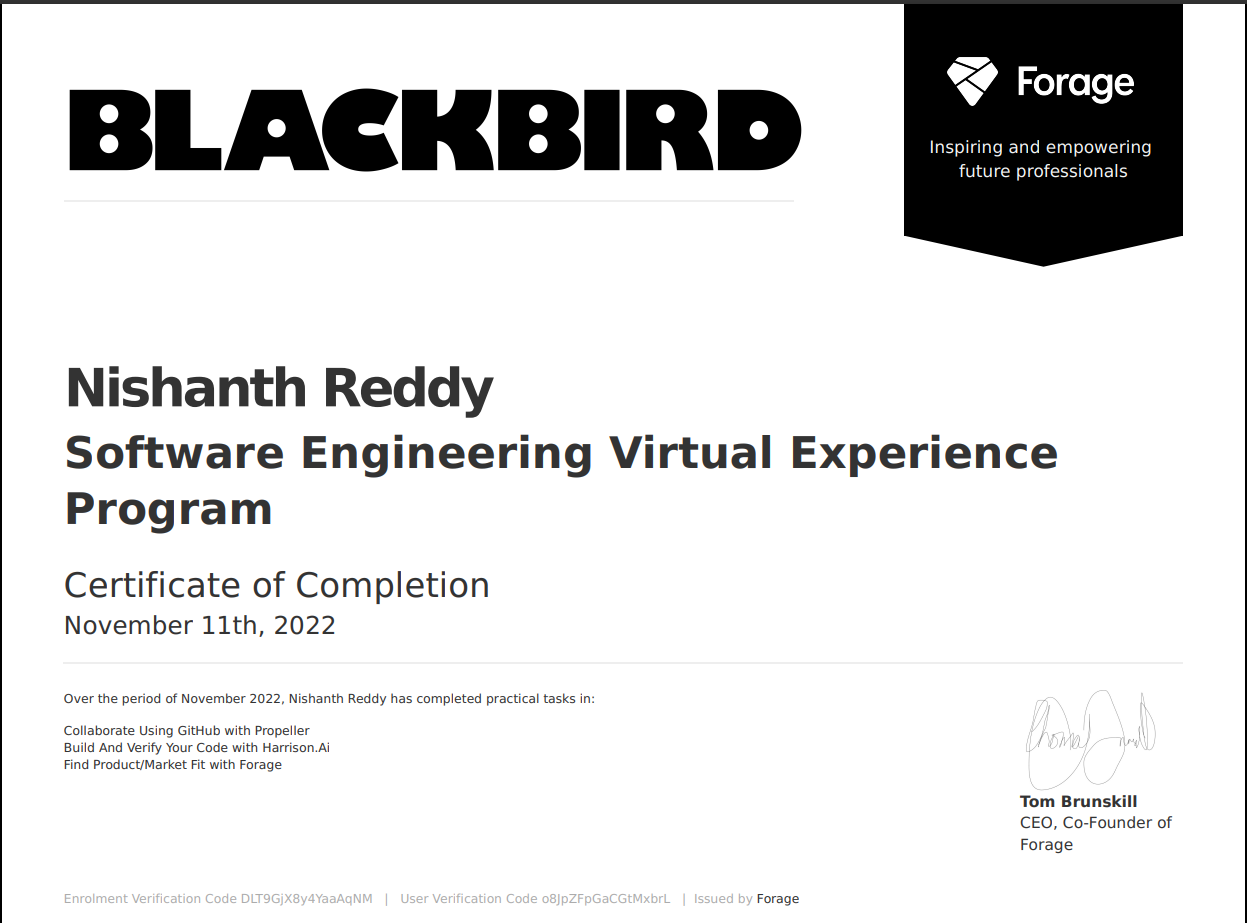 BLACKBIRD
Forage
Inspiring and empowering
future professionals
Nishanth Reddy
Software Engineering Virtual Experience
Program
Certificate of Completion
November 11th, 2022
Over the period of November 2022, Nishanth Reddy has completed practical tasks in:
Collaborate Using GitHub with Propeller
Build And Verify Your Code with Harrison.Ai
Find Product/Market Fit with Forage
Tom Brunskill
CEO, Co-Founder of
Forage
Enrolment Verification Code DLT9GjX8y4YaaAqNM | User Verification Code o8JpZFpGaCGtMxbrL | Issued by Forage